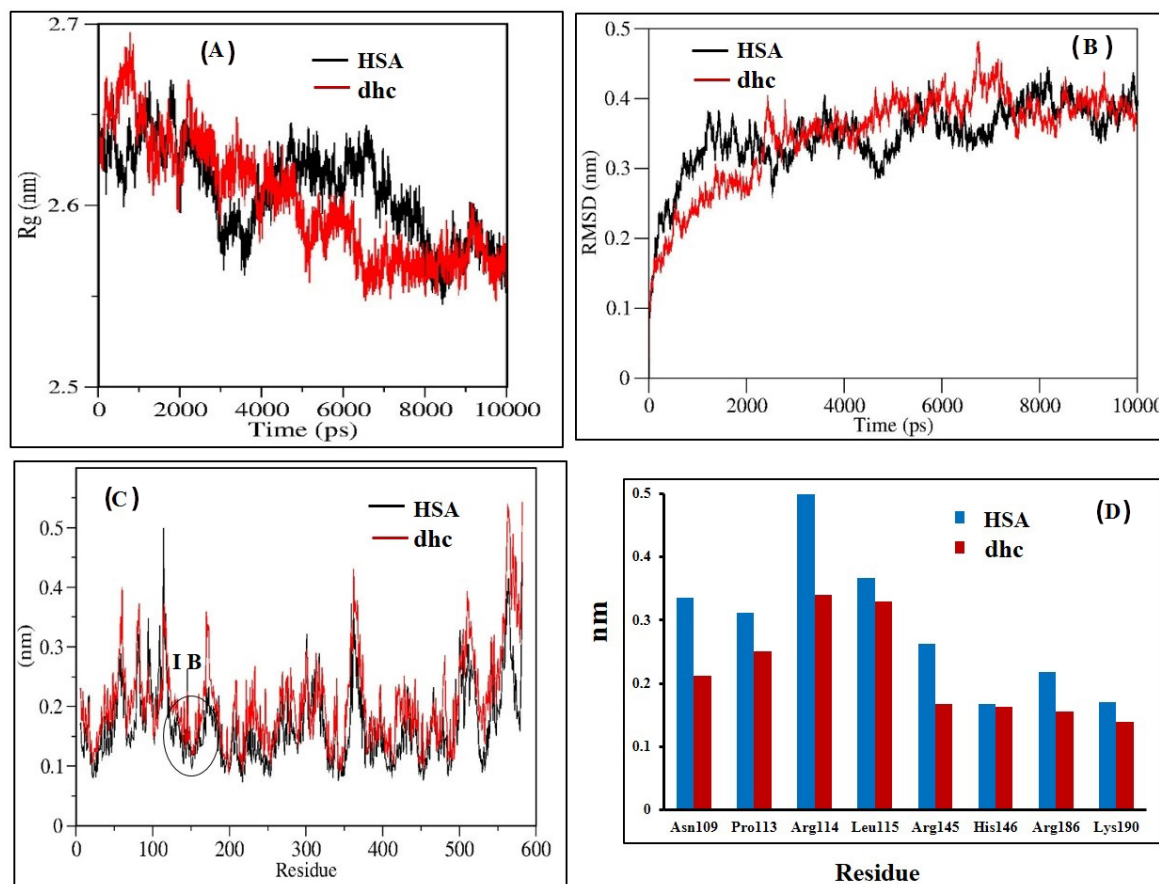 2.7
(A)
HSA
dhc
Rg (nm)
2.6
2.5
0 2000 4000 6000 8000 10000
Time (ps)
0.5
(B)
HSA
dhc
0.4
RMSD (nm)
0.3
0.2
0.1
0
0 2000 4000 6000 8000 10000
Time (ps)
(C)
HSA
dhc
0.5
0.4
(nm)
0.3
I B
0.2
0.1
0
0 100 200 300 400 500 600
Residue
0.5
(D)
HSA
dhc
0.4
nm
0.3
0.2
0.1
0
Asn109 Pro113 Arg114 Leu115 Arg145 His146 Arg186 Lys190
Residue